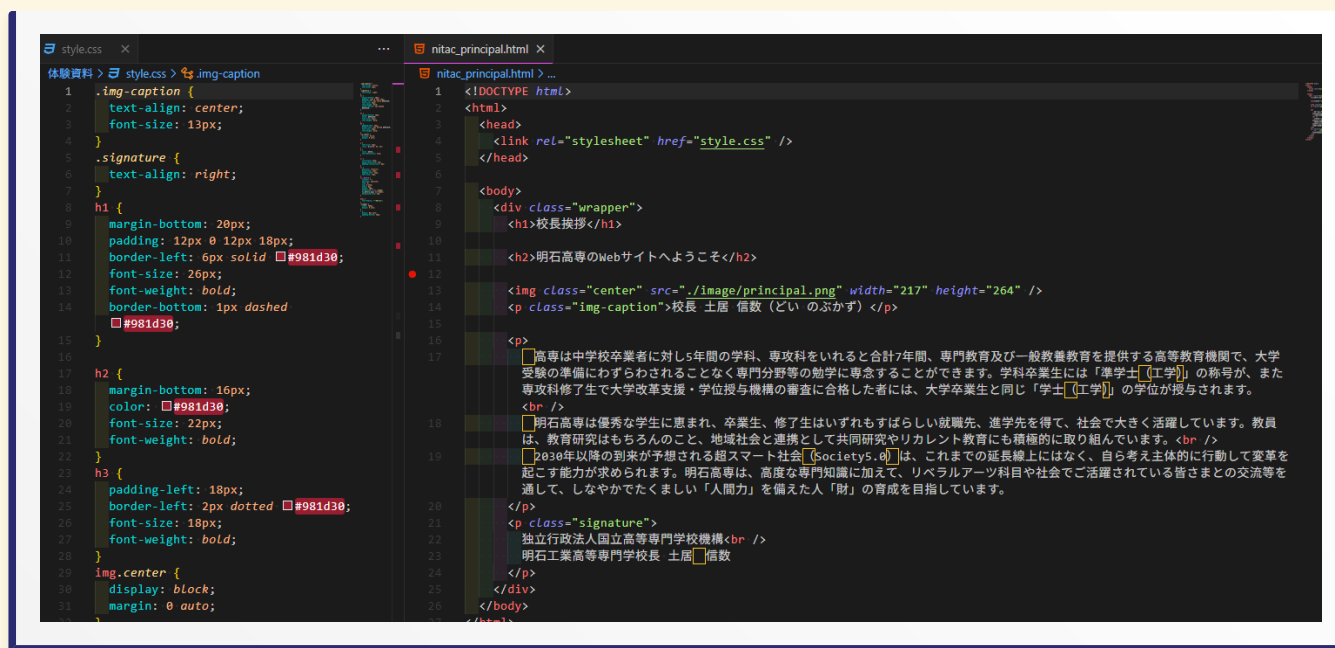 style.css × ···
体験資料 > style.css > .img-caption
1 .img-caption {
2 text-align: center;
3 font-size: 13px;
4 }
5 .signature {
6 text-align: right;
7 }
8 h1 {
9 margin-bottom: 20px;
10 padding: 12px 0 12px 18px;
11 border-left: 6px solid #981d30;
12 font-size: 26px;
13 font-weight: bold;
14 border-bottom: 1px dashed
#981d30;
15 }
16
17 h2 {
18 margin-bottom: 16px;
19 color: #981d30;
20 font-size: 22px;
21 font-weight: bold;
22 }
23 h3 {
24 padding-left: 18px;
25 border-left: 2px dotted #981d30;
26 font-size: 18px;
27 font-weight: bold;
28 }
29 img.center {
30 display: block;
31 margin: 0 auto;
nitac_principal.html ×
nitac_principal.html > ...
1 <!DOCTYPE html>
2 <html>
3 <head>
4 <link rel="stylesheet" href="style.css" />
5 </head>
6
7 <body>
8 <div class="wrapper">
9 <h1>校長挨拶</h1>
10
11 <h2>明石高専のWebサイトへようこそ</h2>
12
13 <img class="center" src="./image/principal.png" width="217" height="264" />
14 <p class="img-caption">校長 土居 信数（どい のぶかず）</p>
15
16 <p>
17 　高専は中学校卒業者に対し5年間の学科、専攻科をいれると合計7年間、専門教育及び一般教養教育を提供する高等教育機関で、大学
受験の準備にわずらわされることなく専門分野等の勉学に専念することができます。学科卒業生には「準学士（工学）」の称号が、また
専攻科修了生で大学改革支援・学位授与機構の審査に合格した者には、大学卒業生と同じ「学士（工学）」の学位が授与されます。
<br />
18 　明石高専は優秀な学生に恵まれ、卒業生、修了生はいずれもすばらしい就職先、進学先を得て、社会で大きく活躍しています。教員
は、教育研究はもちろんのこと、地域社会と連携として共同研究やリカレント教育にも積極的に取り組んでいます。<br />
19 　2030年以降の到来が予想される超スマート社会（Society5.0）は、これまでの延長線上にはなく、自ら考え主体的に行動して変革を
起こす能力が求められます。明石高専は、高度な専門知識に加えて、リベラルアーツ科目や社会でご活躍されている皆さまとの交流等を
通して、しなやかでたくましい「人間力」を備えた人「財」の育成を目指しています。
20 </p>
21 <p class="signature">
22 独立行政法人国立高等専門学校機構<br />
23 明石工業高等専門学校長 土居　信数
24 </p>
25 </div>
26 </body>